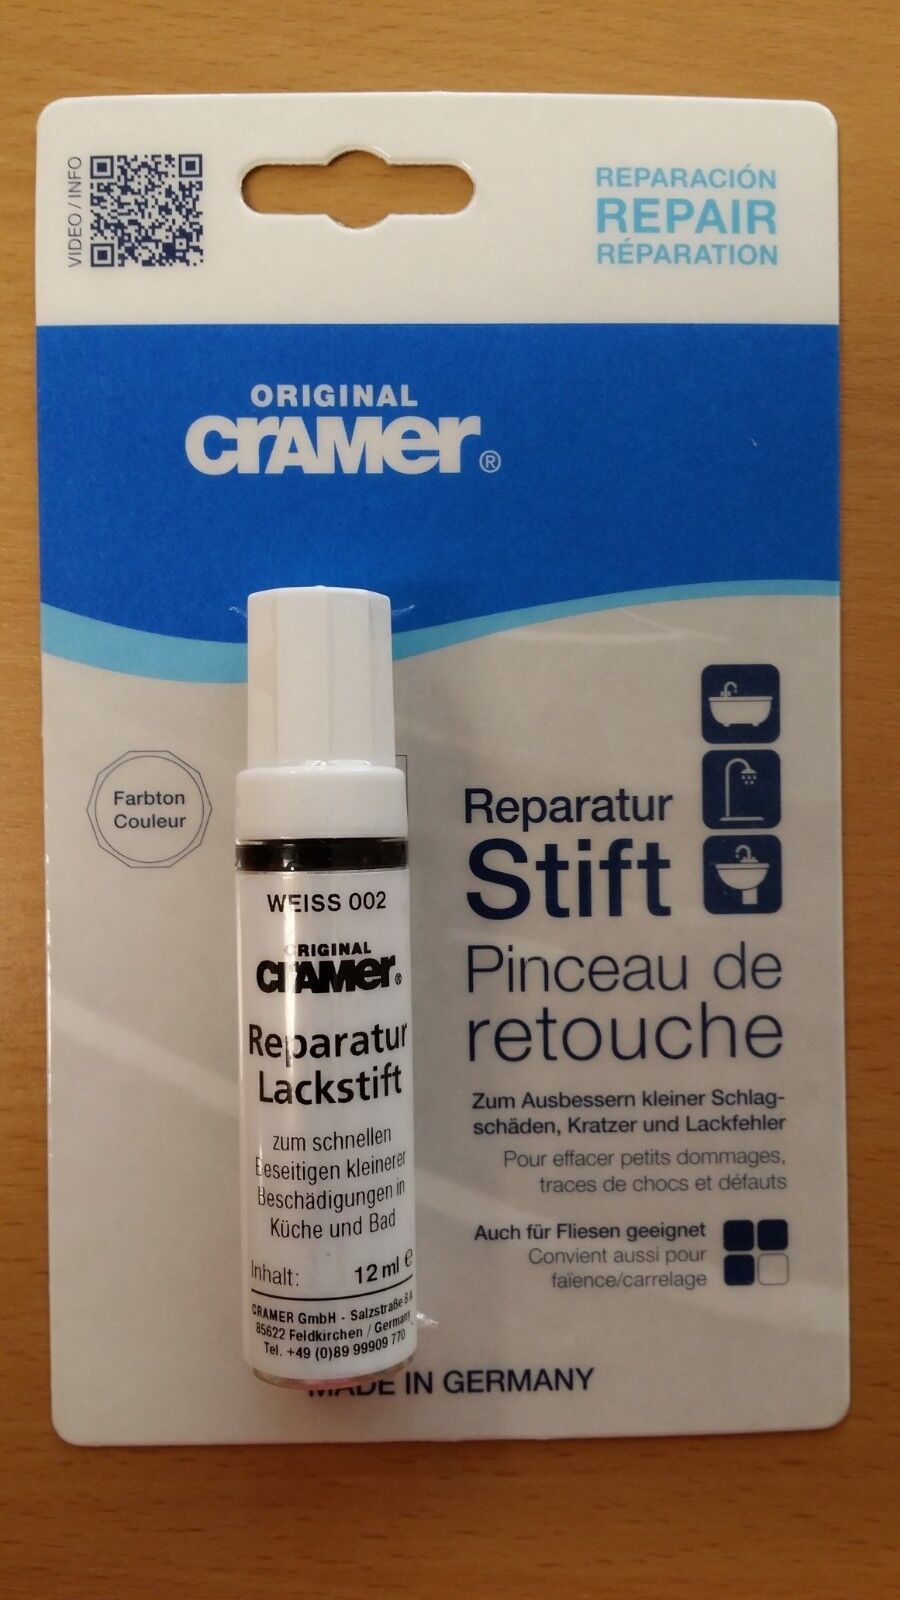 VIDEO / INFO
REPARACIÓN
REPAIR
RÉPARATION
ORIGINAL
CRAMER®
Farbton
Couleur
Reparatur
Stift
Pinceau de
retouche
Zum Ausbessern kleiner Schlag-
schäden, Kratzer und Lackfehler
Pour effacer petits dommages,
traces de chocs et défauts
Auch für Fliesen geeignet
Convient aussi pour
faïence/carrelage
MADE IN GERMANY
WEISS 002
ORIGINAL
CRAMER®
Reparatur
Lackstift
zum schnellen
Beseitigen kleinerer
Beschädigungen in
Küche und Bad
Inhalt: 12 ml ℮
CRAMER GmbH - Salzstraße 8 A
85622 Feldkirchen / Germany
Tel. +49 (0)89 99909 770